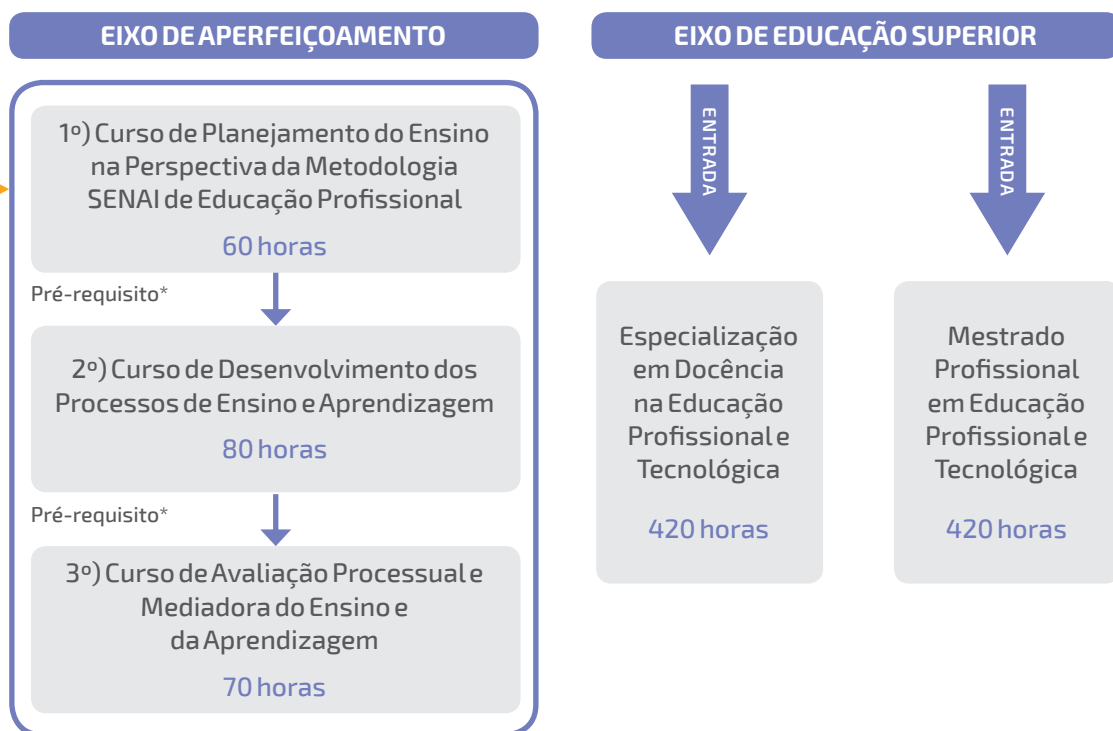 EIXO DE APERFEIÇOAMENTO
1º) Curso de Planejamento do Ensino
na Perspectiva da Metodologia
SENAI de Educação Profissional
60 horas
Pré-requisito*
2º) Curso de Desenvolvimento dos
Processos de Ensino e Aprendizagem
80 horas
Pré-requisito*
3º) Curso de Avaliação Processual e
Mediadora do Ensino e
da Aprendizagem
70 horas
EIXO DE EDUCAÇÃO SUPERIOR
ENTRADA
Especialização
em Docência
na Educação
Profissional e
Tecnológica
420 horas
ENTRADA
Mestrado
Profissional
em Educação
Profissional e
Tecnológica
420 horas